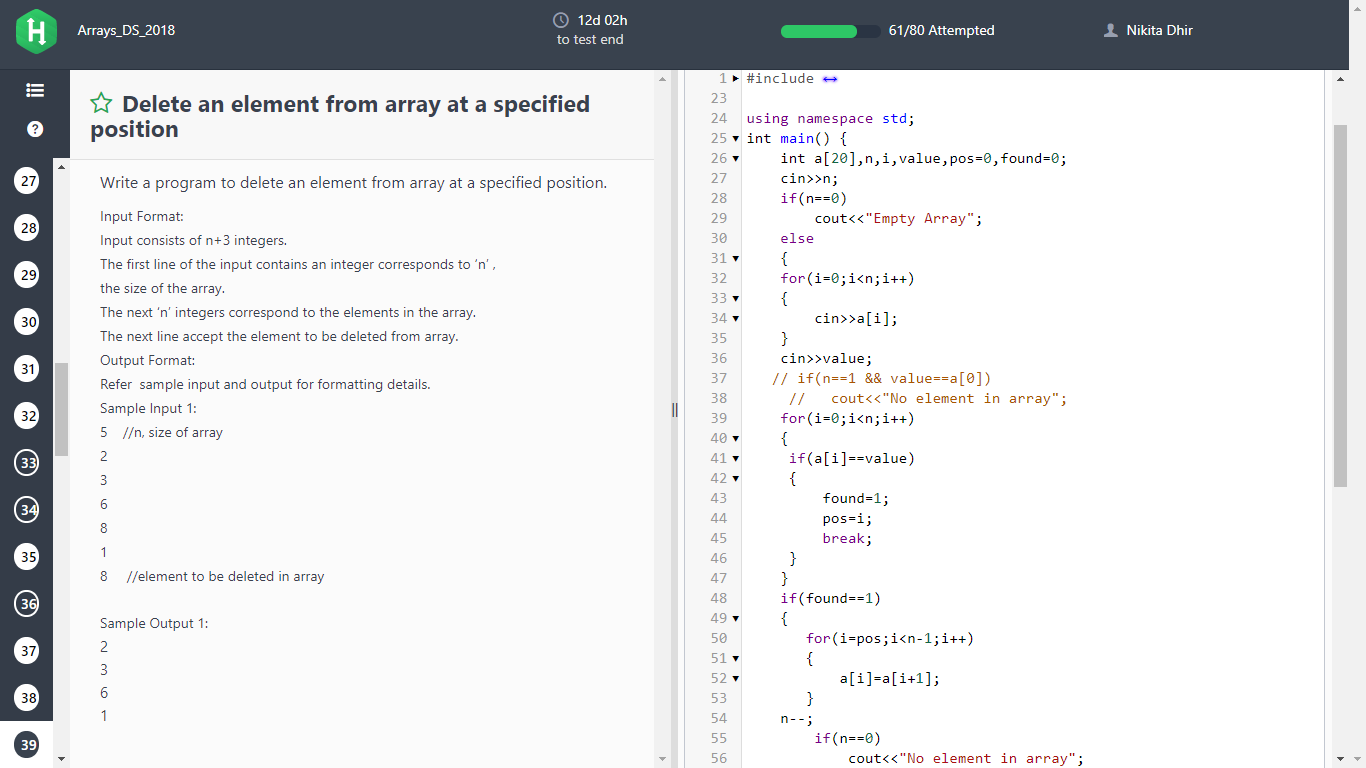 Arrays_DS_2018
12d 02h
to test end
61/80 Attempted
Nikita Dhir
?
27
28
29
30
31
32
33
34
35
36
37
38
39
Delete an element from array at a specified
position
Write a program to delete an element from array at a specified position.
Input Format:
Input consists of n+3 integers.
The first line of the input contains an integer corresponds to ‘n’ ,
the size of the array.
The next ‘n’ integers correspond to the elements in the array.
The next line accept the element to be deleted from array.
Output Format:
Refer  sample input and output for formatting details.
Sample Input 1:
5    //n, size of array
2
3
6
8
1
8    //element to be deleted in array
Sample Output 1:
2
3
6
1
1 #include
23
24 using namespace std;
25 int main() {
26     int a[20],n,i,value,pos=0,found=0;
27     cin>>n;
28     if(n==0)
29         cout<<"Empty Array";
30     else
31     {
32     for(i=0;i<n;i++)
33     {
34         cin>>a[i];
35     }
36     cin>>value;
37    // if(n==1 && value==a[0])
38      //   cout<<"No element in array";
39     for(i=0;i<n;i++)
40     {
41      if(a[i]==value)
42      {
43          found=1;
44          pos=i;
45          break;
46      }
47     }
48     if(found==1)
49     {
50        for(i=pos;i<n-1;i++)
51        {
52            a[i]=a[i+1];
53        }
54     n--;
55         if(n==0)
56             cout<<"No element in array";